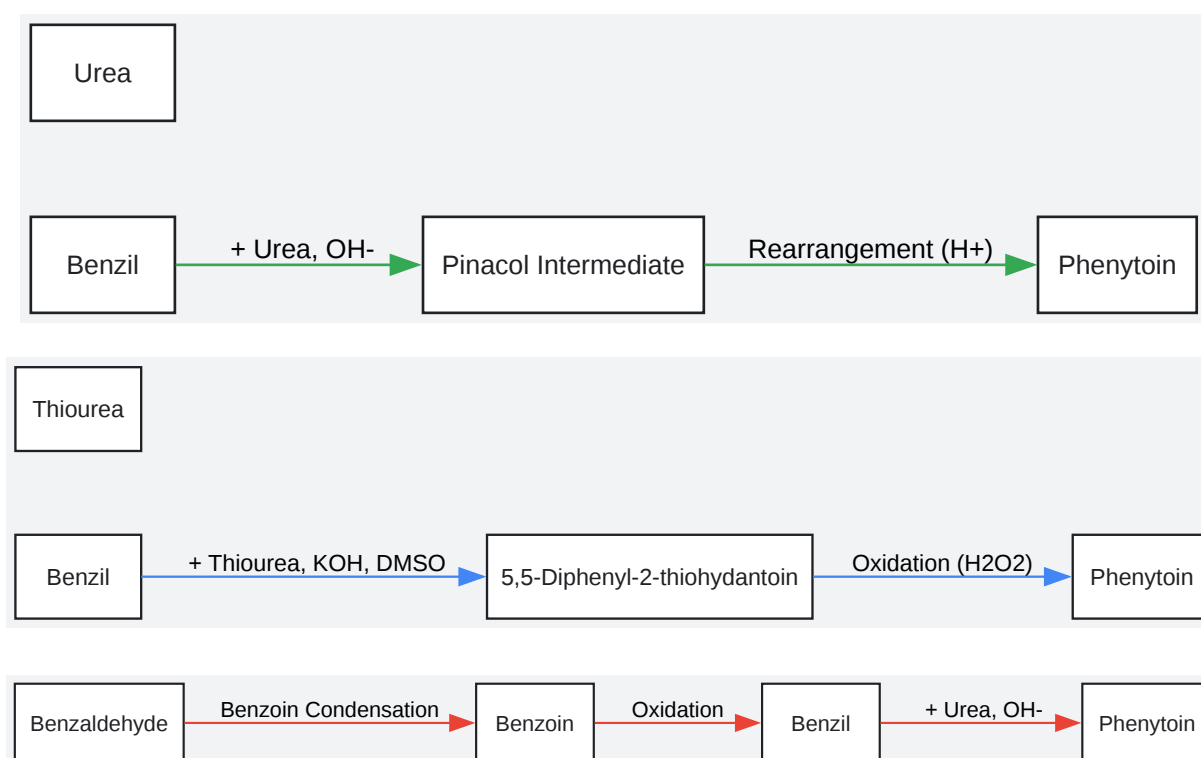 Urea
Benzil
+ Urea, OH-
Pinacol Intermediate
Rearrangement (H+)
Phenytoin
Thiourea
Benzil
+ Thiourea, KOH, DMSO
5,5-Diphenyl-2-thiohydantoin
Oxidation (H2O2)
Phenytoin
Benzaldehyde
Benzoin Condensation
Benzoin
Oxidation
Benzil
+ Urea, OH-
Phenytoin